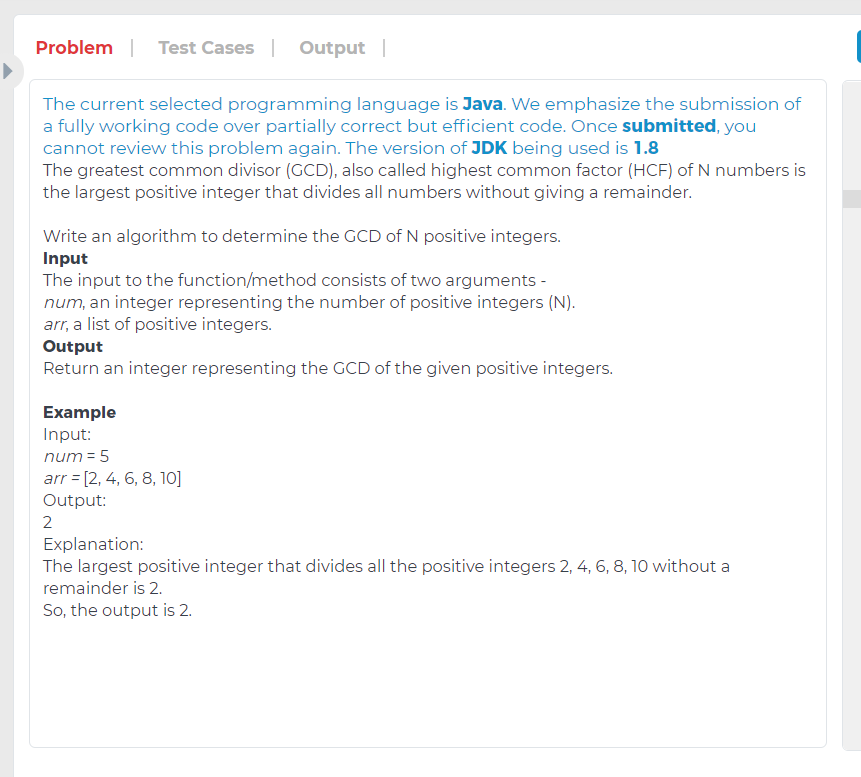 Problem | Test Cases | Output |
The current selected programming language is Java. We emphasize the submission of
a fully working code over partially correct but efficient code. Once submitted, you
cannot review this problem again. The version of JDK being used is 1.8
The greatest common divisor (GCD), also called highest common factor (HCF) of N numbers is
the largest positive integer that divides all numbers without giving a remainder.
Write an algorithm to determine the GCD of N positive integers.
Input
The input to the function/method consists of two arguments -
num, an integer representing the number of positive integers (N).
arr, a list of positive integers.
Output
Return an integer representing the GCD of the given positive integers.
Example
Input:
num = 5
arr = [2, 4, 6, 8, 10]
Output:
2
Explanation:
The largest positive integer that divides all the positive integers 2, 4, 6, 8, 10 without a
remainder is 2.
So, the output is 2.